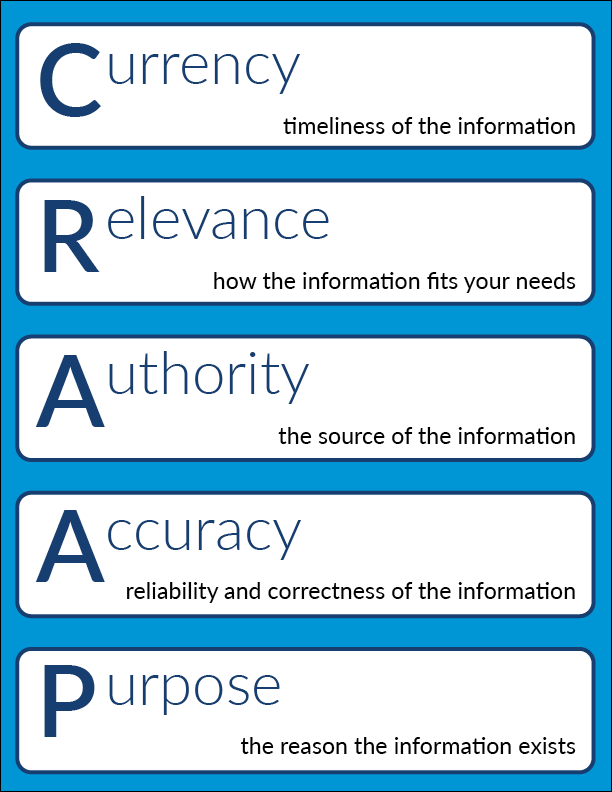 Currency
timeliness of the information
Relevance
how the information fits your needs
Authority
the source of the information
Accuracy
reliability and correctness of the information
Purpose
the reason the information exists